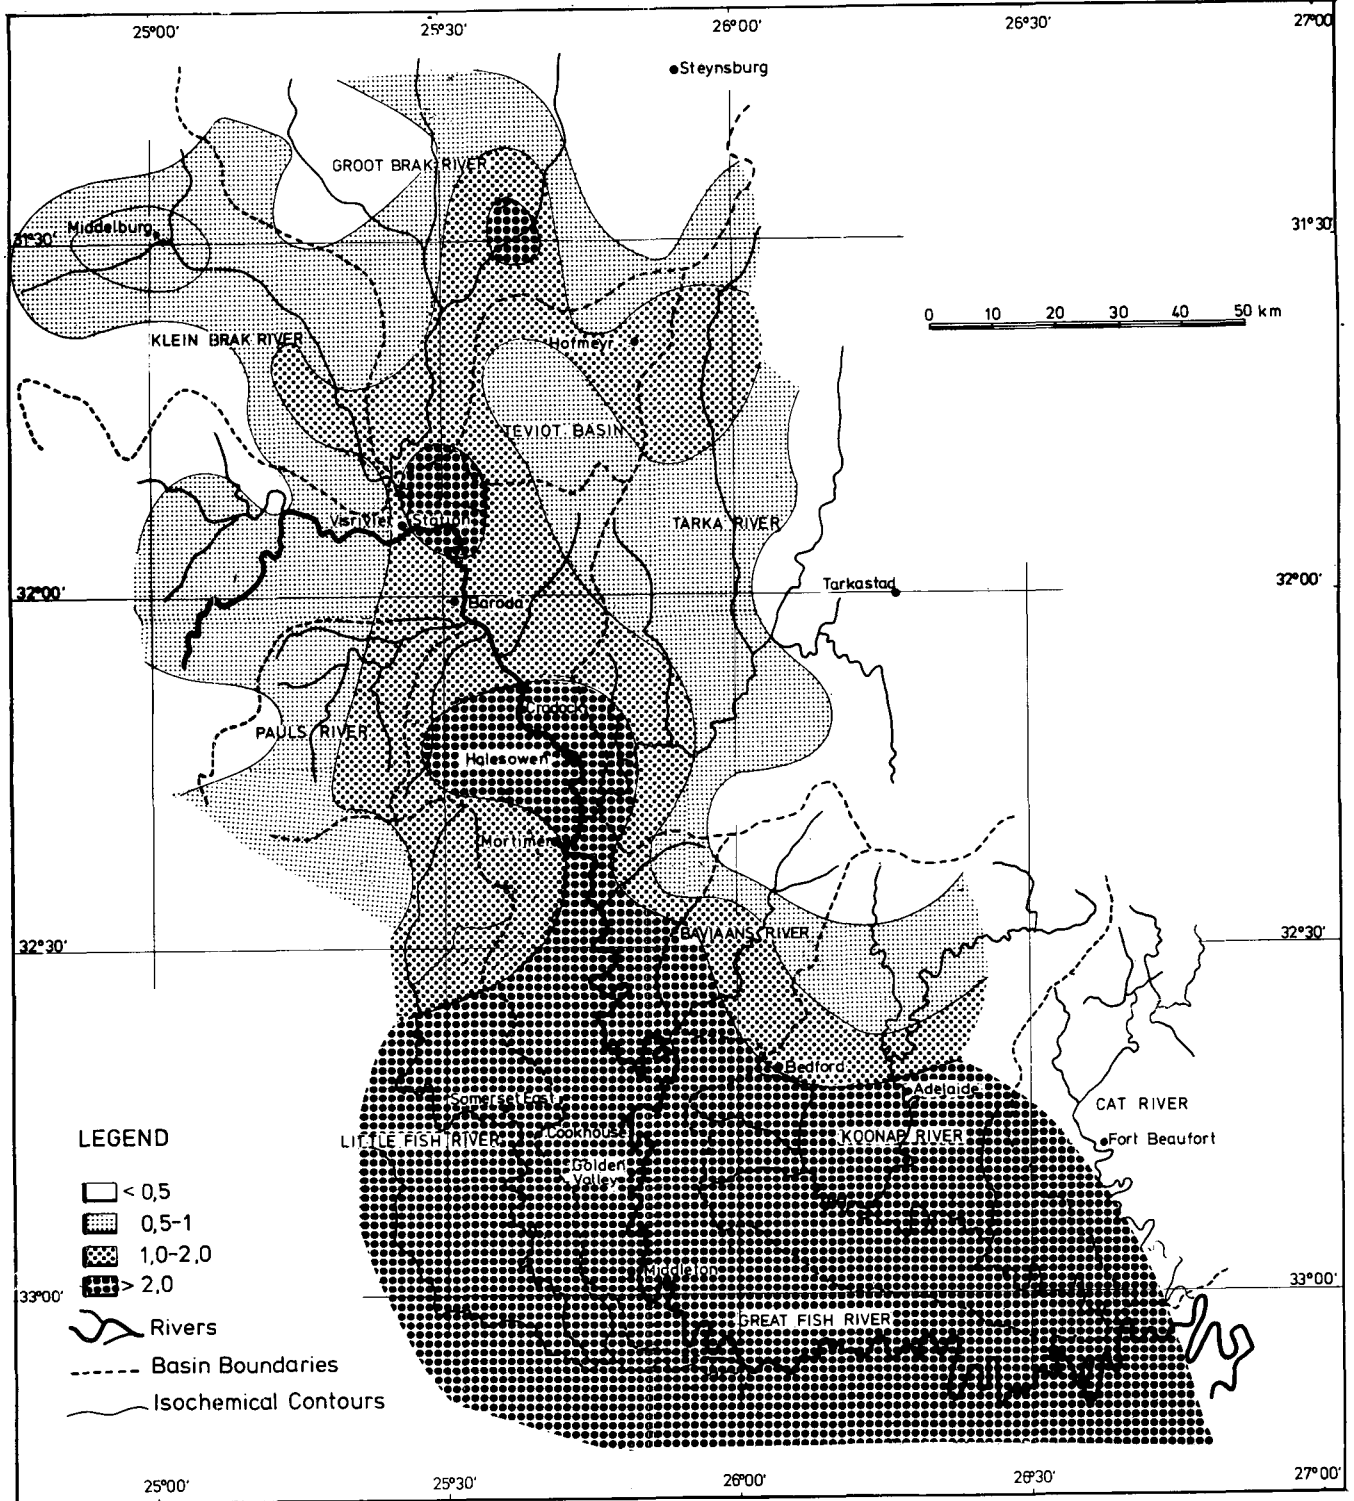 25°00'
25°30'
26°00'
26°30'
27°00'
Steynsburg
GROOT BRAK RIVER
Middelburg
31°30'
31°30'
0 10 20 30 40 50 km
KLEIN BRAK RIVER
Hofmeyr
TEVIOT BASIN
Visrivier Station
TARKA RIVER
Tarkastad
32°00'
32°00'
Baroda
Cradock
PAULS RIVER
Halesowen
Mortimer
BAVIAANS RIVER
32°30'
32°30'
Bedford
Adelaide
Somerset East
CAT RIVER
LITTLE FISH RIVER
Cookhouse
KOONAP RIVER
Fort Beaufort
Golden
Valley
LEGEND
< 0,5
0,5-1
1,0-2,0
> 2,0
Middleton
33°00'
33°00'
GREAT FISH RIVER
Rivers
Basin Boundaries
Isochemical Contours
25°00'
25°30'
26°00'
26°30'
27°00'